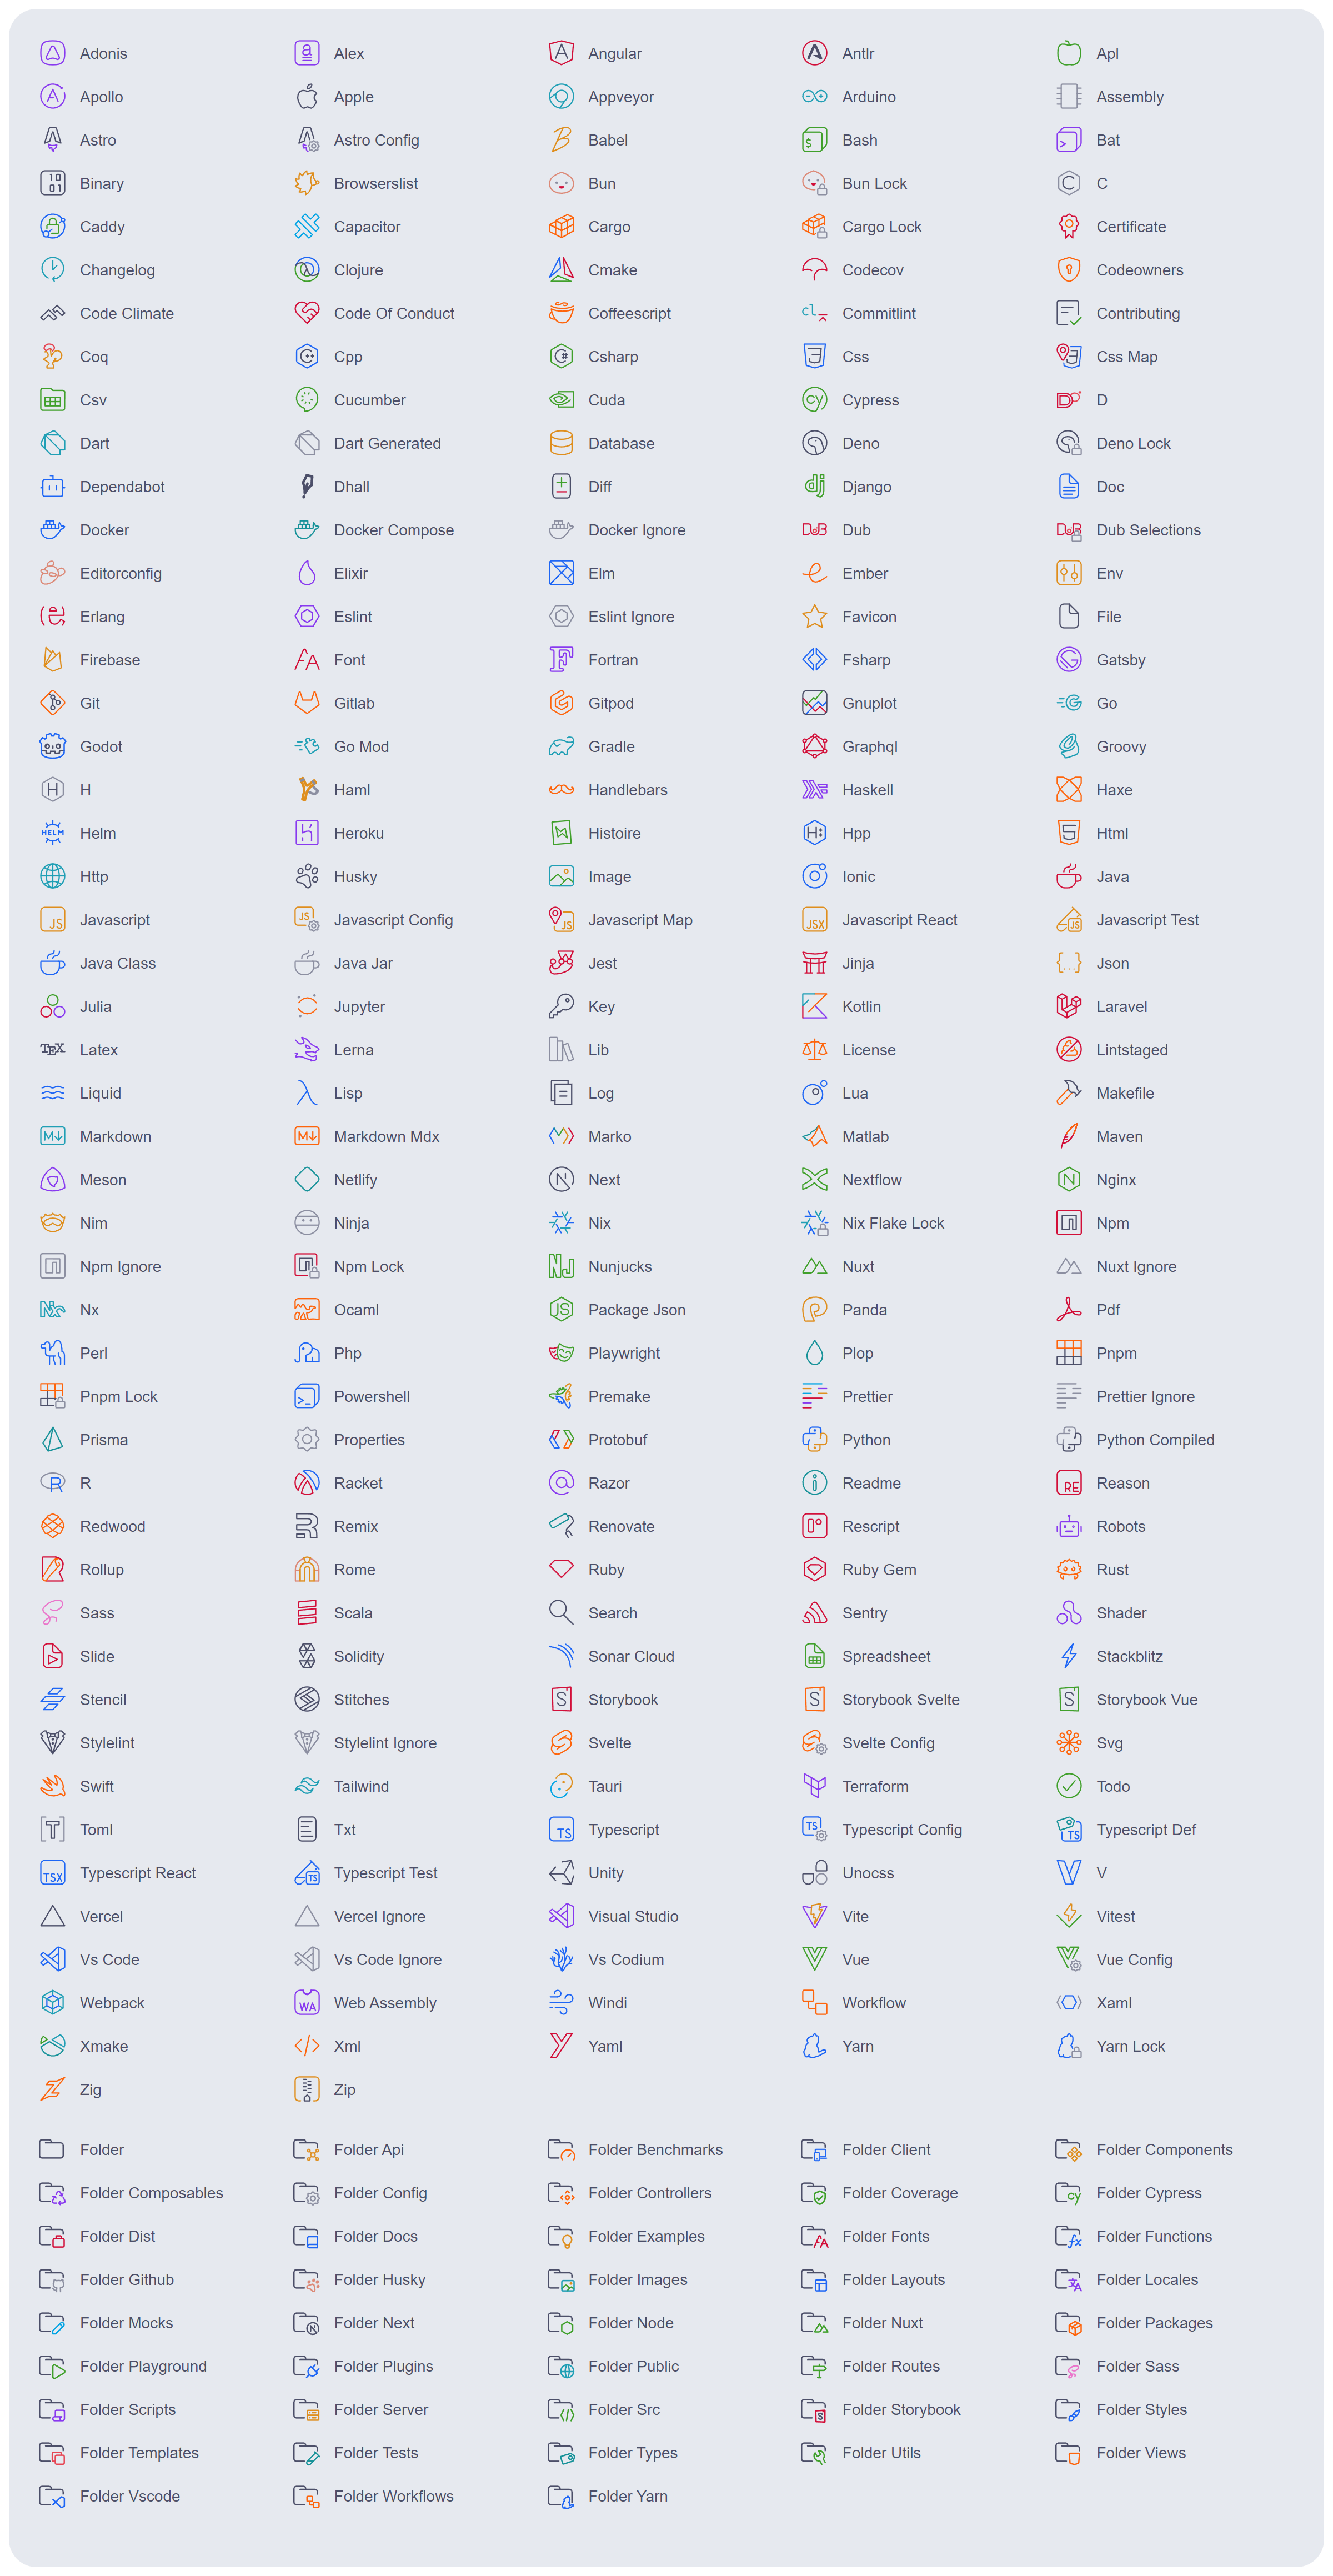 Adonis Alex Angular Antlr Apl
Apollo Apple Appveyor Arduino Assembly
Astro Astro Config Babel Bash Bat
Binary Browserslist Bun Bun Lock C
Caddy Capacitor Cargo Cargo Lock Certificate
Changelog Clojure Cmake Codecov Codeowners
Code Climate Code Of Conduct Coffeescript Commitlint Contributing
Coq Cpp Csharp Css Css Map
Csv Cucumber Cuda Cypress D
Dart Dart Generated Database Deno Deno Lock
Dependabot Dhall Diff Django Doc
Docker Docker Compose Docker Ignore Dub Dub Selections
Editorconfig Elixir Elm Ember Env
Erlang Eslint Eslint Ignore Favicon File
Firebase Font Fortran Fsharp Gatsby
Git Gitlab Gitpod Gnuplot Go
Godot Go Mod Gradle Graphql Groovy
H Haml Handlebars Haskell Haxe
Helm Heroku Histoire Hpp Html
Http Husky Image Ionic Java
Javascript Javascript Config Javascript Map Javascript React Javascript Test
Java Class Java Jar Jest Jinja Json
Julia Jupyter Key Kotlin Laravel
Latex Lerna Lib License Lintstaged
Liquid Lisp Log Lua Makefile
Markdown Markdown Mdx Marko Matlab Maven
Meson Netlify Next Nextflow Nginx
Nim Ninja Nix Nix Flake Lock Npm
Npm Ignore Npm Lock Nunjucks Nuxt Nuxt Ignore
Nx Ocaml Package Json Panda Pdf
Perl Php Playwright Plop Pnpm
Pnpm Lock Powershell Premake Prettier Prettier Ignore
Prisma Properties Protobuf Python Python Compiled
R Racket Razor Readme Reason
Redwood Remix Renovate Rescript Robots
Rollup Rome Ruby Ruby Gem Rust
Sass Scala Search Sentry Shader
Slide Solidity Sonar Cloud Spreadsheet Stackblitz
Stencil Stitches Storybook Storybook Svelte Storybook Vue
Stylelint Stylelint Ignore Svelte Svelte Config Svg
Swift Tailwind Tauri Terraform Todo
Toml Txt Typescript Typescript Config Typescript Def
Typescript React Typescript Test Unity Unocss V
Vercel Vercel Ignore Visual Studio Vite Vitest
Vs Code Vs Code Ignore Vs Codium Vue Vue Config
Webpack Web Assembly Windi Workflow Xaml
Xmake Xml Yaml Yarn Yarn Lock
Zig Zip
Folder Folder Api Folder Benchmarks Folder Client Folder Components
Folder Composables Folder Config Folder Controllers Folder Coverage Folder Cypress
Folder Dist Folder Docs Folder Examples Folder Fonts Folder Functions
Folder Github Folder Husky Folder Images Folder Layouts Folder Locales
Folder Mocks Folder Next Folder Node Folder Nuxt Folder Packages
Folder Playground Folder Plugins Folder Public Folder Routes Folder Sass
Folder Scripts Folder Server Folder Src Folder Storybook Folder Styles
Folder Templates Folder Tests Folder Types Folder Utils Folder Views
Folder Vscode Folder Workflows Folder Yarn